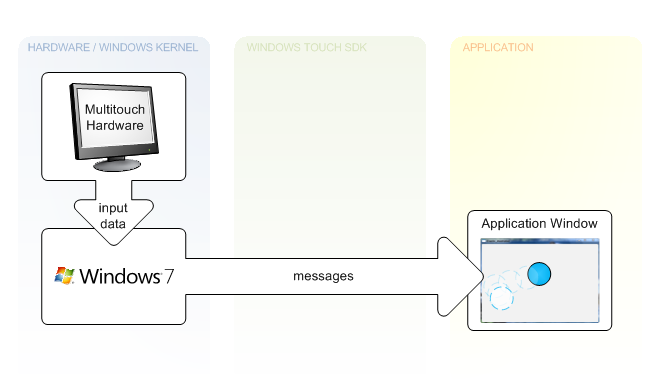 HARDWARE / WINDOWS KERNEL
WINDOWS TOUCH SDK
APPLICATION
Multitouch
Hardware
input
data
Windows 7
messages
Application Window